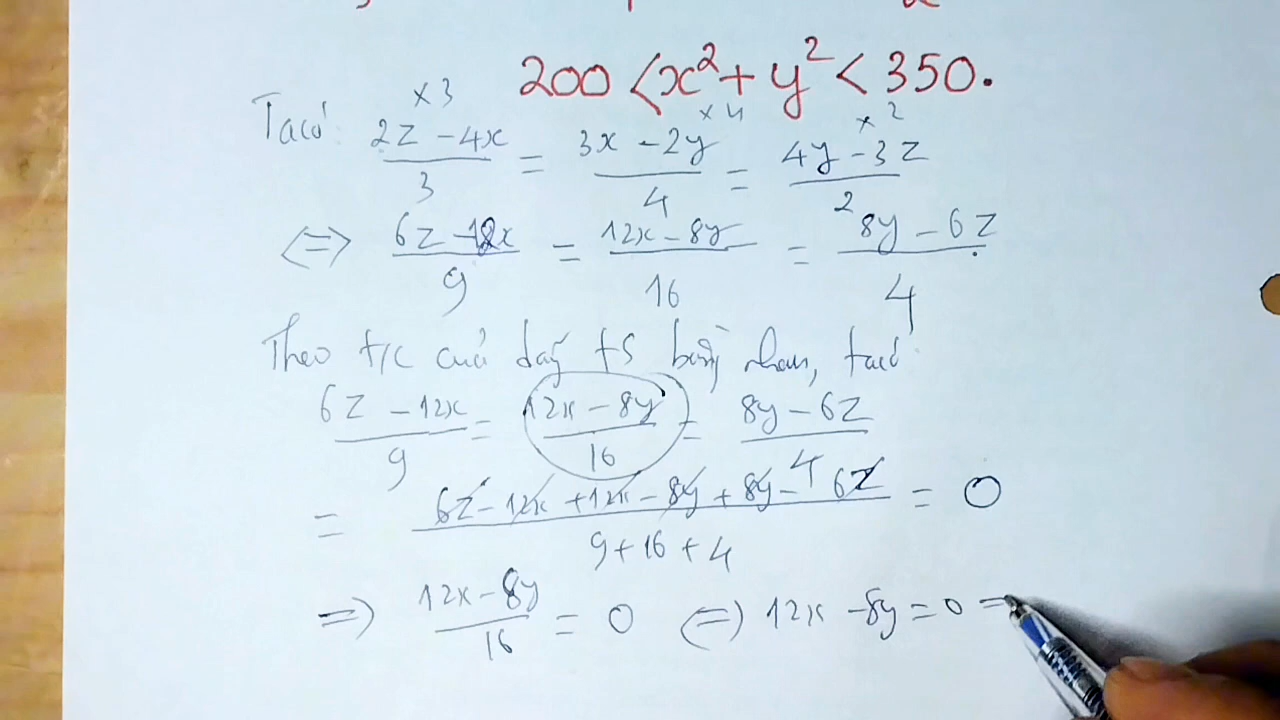 200 < x² + y² < 350.
×3 ×4 ×2
Ta có: (2z - 4x)/3 = (3x - 2y)/4 = (4y - 3z)/2
<=> (6z - 12x)/9 = (12x - 8y)/16 = (8y - 6z)/4
Theo t/c của dãy TS bằng nhau, ta có
(6z - 12x)/9 = (12x - 8y)/16 = (8y - 6z)/4
= (6z - 12x + 12x - 8y + 8y - 6z)/(9 + 16 + 4) = 0
=> (12x - 8y)/16 = 0 <=> 12x - 8y = 0 =